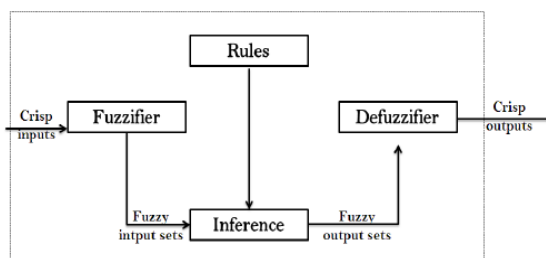 Rules
Crisp
inputs
Fuzzifier
Defuzzifier
Crisp
outputs
Fuzzy
intput sets
Inference
Fuzzy
output sets